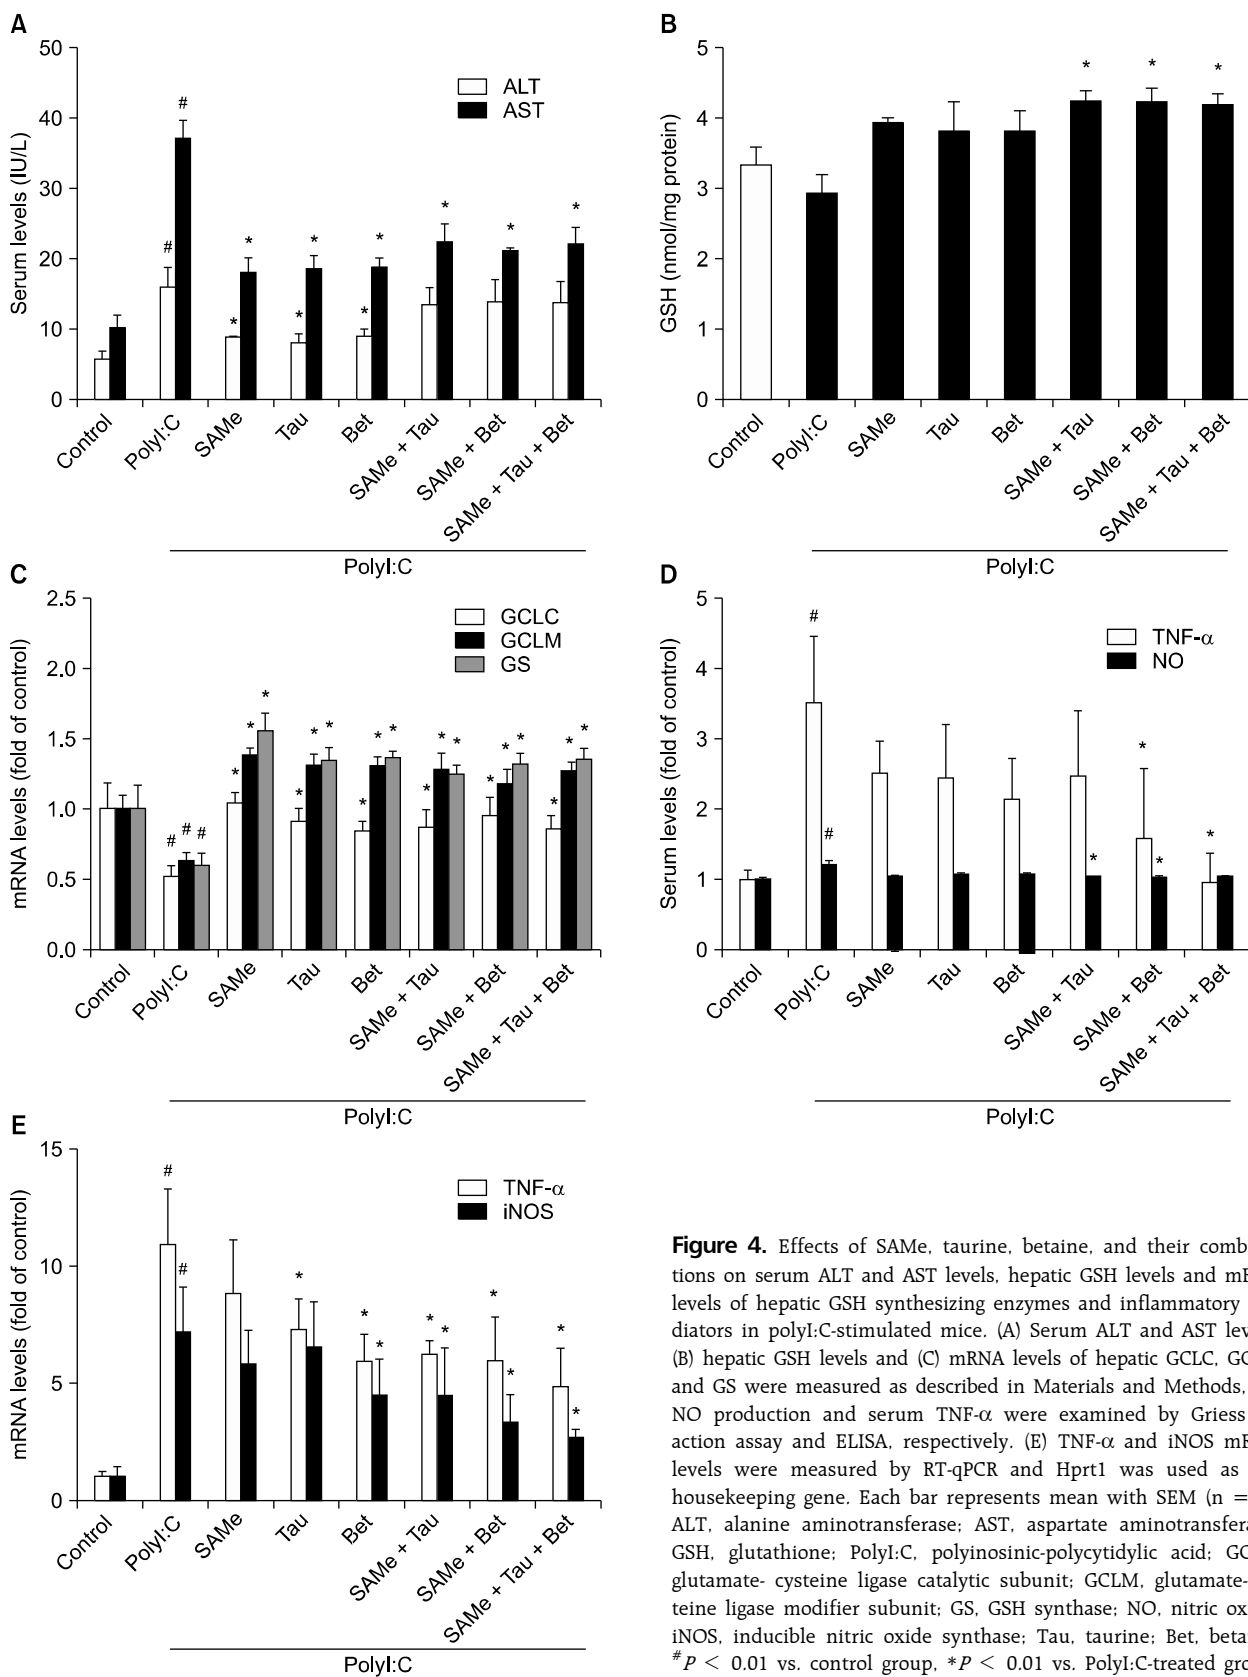 A
50
40
30
20
10
0
Serum levels (IU/L)
ALT
AST
#
#
*
*
*
*
*
*
*
*
*
Control
PolyI:C
SAMe
Tau
Bet
SAMe + Tau
SAMe + Bet
SAMe + Tau + Bet
PolyI:C
B
5
4
3
2
1
0
GSH (nmol/mg protein)
*
*
*
Control
PolyI:C
SAMe
Tau
Bet
SAMe + Tau
SAMe + Bet
SAMe + Tau + Bet
PolyI:C
C
2.5
2.0
1.5
1.0
0.5
0.0
mRNA levels (fold of control)
GCLC
GCLM
GS
# # #
* * *
* * *
* * *
* * *
* * *
* * *
Control
PolyI:C
SAMe
Tau
Bet
SAMe + Tau
SAMe + Bet
SAMe + Tau + Bet
PolyI:C
D
5
4
3
2
1
0
Serum levels (fold of control)
TNF-α
NO
#
#
*
*
*
*
Control
PolyI:C
SAMe
Tau
Bet
SAMe + Tau
SAMe + Bet
SAMe + Tau + Bet
PolyI:C
E
15
10
5
0
mRNA levels (fold of control)
TNF-α
iNOS
#
#
*
* *
* *
* *
* *
Control
PolyI:C
SAMe
Tau
Bet
SAMe + Tau
SAMe + Bet
SAMe + Tau + Bet
PolyI:C
Figure 4. Effects of SAMe, taurine, betaine, and their comb
tions on serum ALT and AST levels, hepatic GSH levels and mR
levels of hepatic GSH synthesizing enzymes and inflammatory
diators in polyI:C-stimulated mice. (A) Serum ALT and AST lev
(B) hepatic GSH levels and (C) mRNA levels of hepatic GCLC, GC
and GS were measured as described in Materials and Methods,
NO production and serum TNF-α were examined by Griess
action assay and ELISA, respectively. (E) TNF-α and iNOS mR
levels were measured by RT-qPCR and Hprt1 was used as
housekeeping gene. Each bar represents mean with SEM (n =
ALT, alanine aminotransferase; AST, aspartate aminotransfera
GSH, glutathione; PolyI:C, polyinosinic-polycytidylic acid; GC
glutamate- cysteine ligase catalytic subunit; GCLM, glutamate-
teine ligase modifier subunit; GS, GSH synthase; NO, nitric ox
iNOS, inducible nitric oxide synthase; Tau, taurine; Bet, beta
#P < 0.01 vs. control group, *P < 0.01 vs. PolyI:C-treated gro